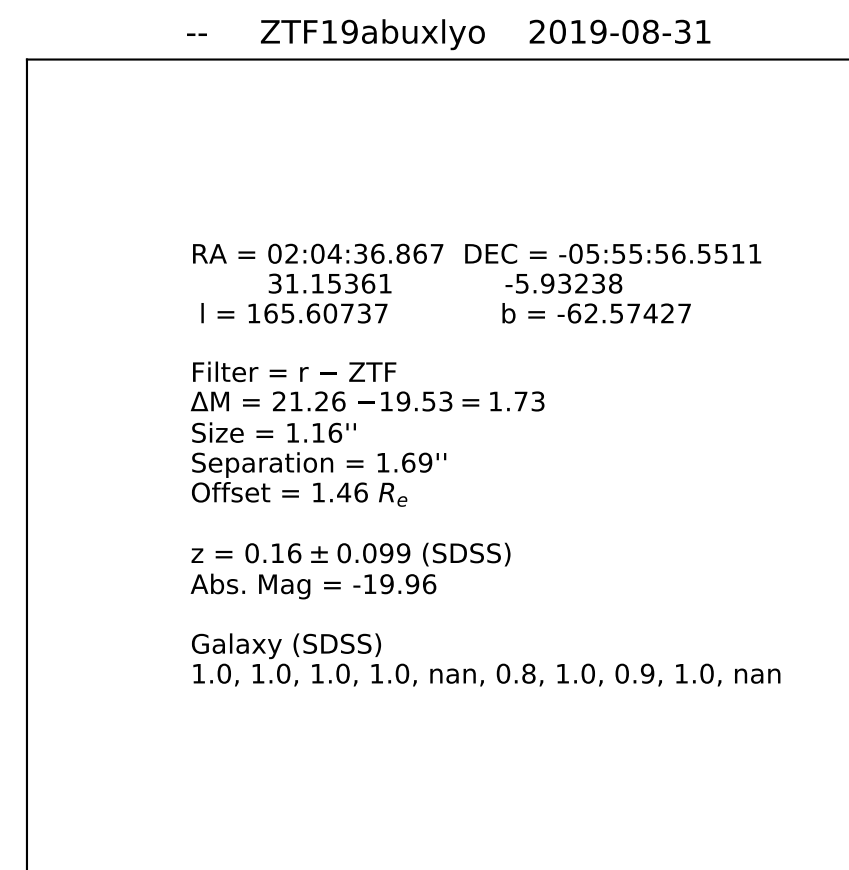 -- ZTF19abuxlyo 2019-08-31
RA = 02:04:36.867 DEC = -05:55:56.5511
31.15361 -5.93238
l = 165.60737 b = -62.57427
Filter = r − ZTF
ΔM = 21.26 −19.53 = 1.73
Size = 1.16''
Separation = 1.69''
Offset = 1.46 Rₑ
z = 0.16 ± 0.099 (SDSS)
Abs. Mag = -19.96
Galaxy (SDSS)
1.0, 1.0, 1.0, 1.0, nan, 0.8, 1.0, 0.9, 1.0, nan